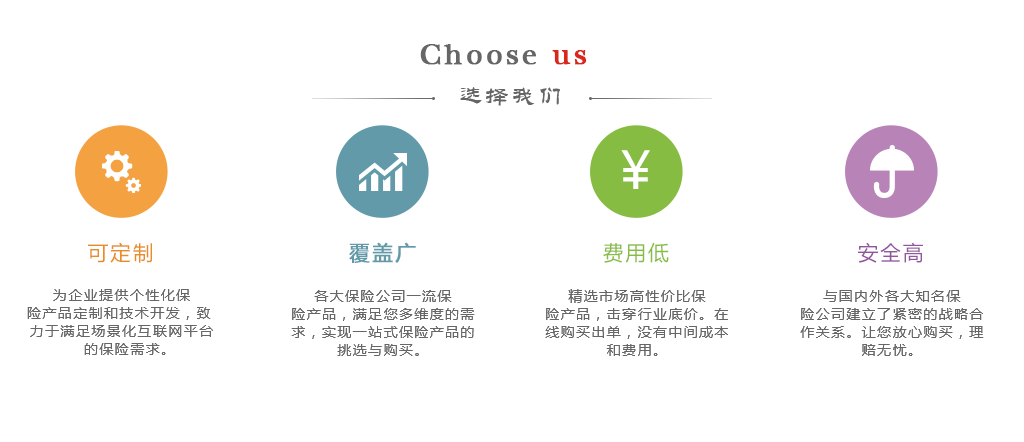 Choose us
选择我们
¥
可定制
为企业提供个性化保
险产品定制和技术开发，致
力于满足场景化互联网平台
的保险需求。
覆盖广
各大保险公司一流保
险产品，满足您多维度的需
求，实现一站式保险产品的
挑选与购买。
费用低
精选市场高性价比保
险产品，击穿行业底价。在
线购买出单，没有中间成本
和费用。
安全高
与国内外各大知名保
险公司建立了紧密的战略合
作关系。让您放心购买，理
赔无忧。